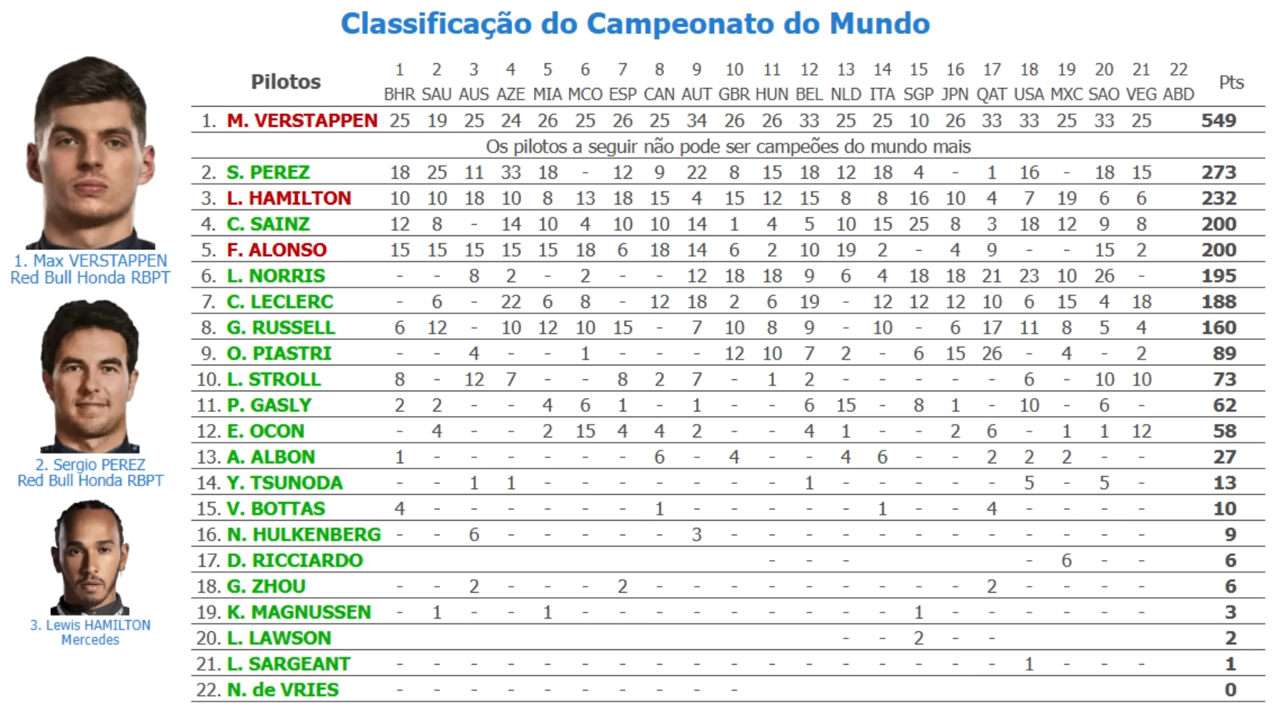 Classificação do Campeonato do Mundo
Pilotos 1 2 3 4 5 6 7 8 9 10 11 12 13 14 15 16 17 18 19 20 21 22 Pts
BHR SAU AUS AZE MIA MCO ESP CAN AUT GBR HUN BEL NLD ITA SGP JPN QAT USA MXC SAO VEG ABD
1. M. VERSTAPPEN 25 19 25 24 26 25 26 25 34 26 26 33 25 25 10 26 33 33 25 33 25 549
Os pilotos a seguir não pode ser campeões do mundo mais
2. S. PEREZ 18 25 11 33 18 - 12 9 22 8 15 18 12 18 4 - 1 16 - 18 15 273
3. L. HAMILTON 10 10 18 10 8 13 18 15 4 15 12 15 8 8 16 10 4 7 19 6 6 232
4. C. SAINZ 12 8 - 14 10 4 10 10 14 1 4 5 10 15 25 8 3 18 12 9 8 200
5. F. ALONSO 15 15 15 15 15 18 6 18 14 6 2 10 19 2 - 4 9 - - 15 2 200
6. L. NORRIS - - 8 2 - 2 - - 12 18 18 9 6 4 18 18 21 23 10 26 - 195
7. C. LECLERC - 6 - 22 6 8 - 12 18 2 6 19 - 12 12 12 10 6 15 4 18 188
8. G. RUSSELL 6 12 - 10 12 10 15 - 7 10 8 9 - 10 - 6 17 11 8 5 4 160
9. O. PIASTRI - - 4 - - 1 - - - 12 10 7 2 - 6 15 26 - 4 - 2 89
10. L. STROLL 8 - 12 7 - - 8 2 7 - 1 2 - - - - - 6 - 10 10 73
11. P. GASLY 2 2 - - 4 6 1 - 1 - - 6 15 - 8 1 - 10 - 6 - 62
12. E. OCON - 4 - - 2 15 4 4 2 - - 4 1 - - 2 6 - 1 1 12 58
13. A. ALBON 1 - - - - - - 6 - 4 - - 4 6 - - 2 2 2 - - 27
14. Y. TSUNODA - - 1 1 - - - - - - - 1 - - - - - 5 - 5 - 13
15. V. BOTTAS 4 - - - - - - 1 - - - - - 1 - - 4 - - - - 10
16. N. HULKENBERG - - 6 - - - - - 3 - - - - - - - - - - - - 9
17. D. RICCIARDO - - - - 6 - - 6
18. G. ZHOU - - 2 - - - 2 - - - - - - - - - 2 - - - - 6
19. K. MAGNUSSEN - 1 - - 1 - - - - - - - - - 1 - - - - - - 3
20. L. LAWSON - - 2 - - 2
21. L. SARGEANT - - - - - - - - - - - - - - - - - 1 - - - 1
22. N. de VRIES - - - - - - - - - - 0
1. Max VERSTAPPEN
Red Bull Honda RBPT
2. Sergio PEREZ
Red Bull Honda RBPT
3. Lewis HAMILTON
Mercedes